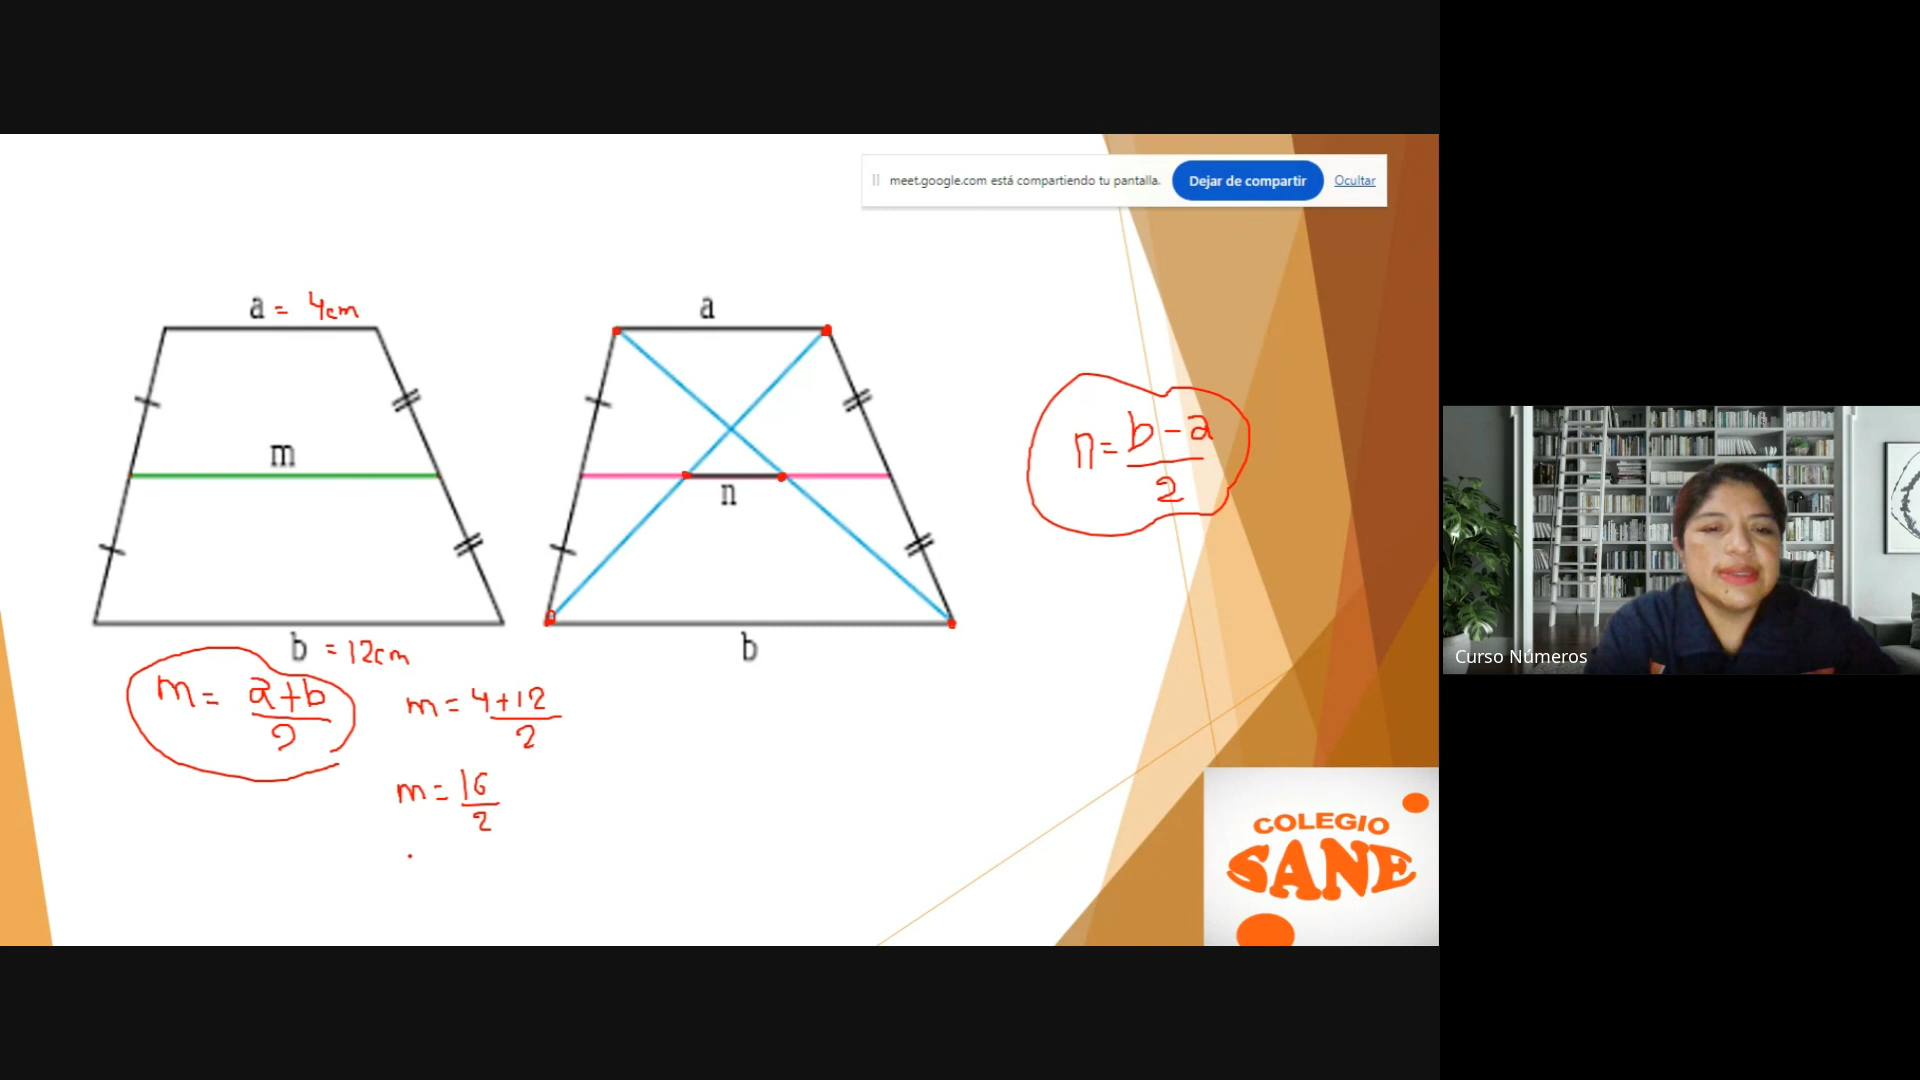 meet.google.com está compartiendo tu pantalla. Dejar de compartir Ocultar
a = 4cm
m
b = 12cm
m = a+b
2
m = 4+12
2
m = 16
2
a
n
b
n = b-a
2
Curso Números
COLEGIO
SANE